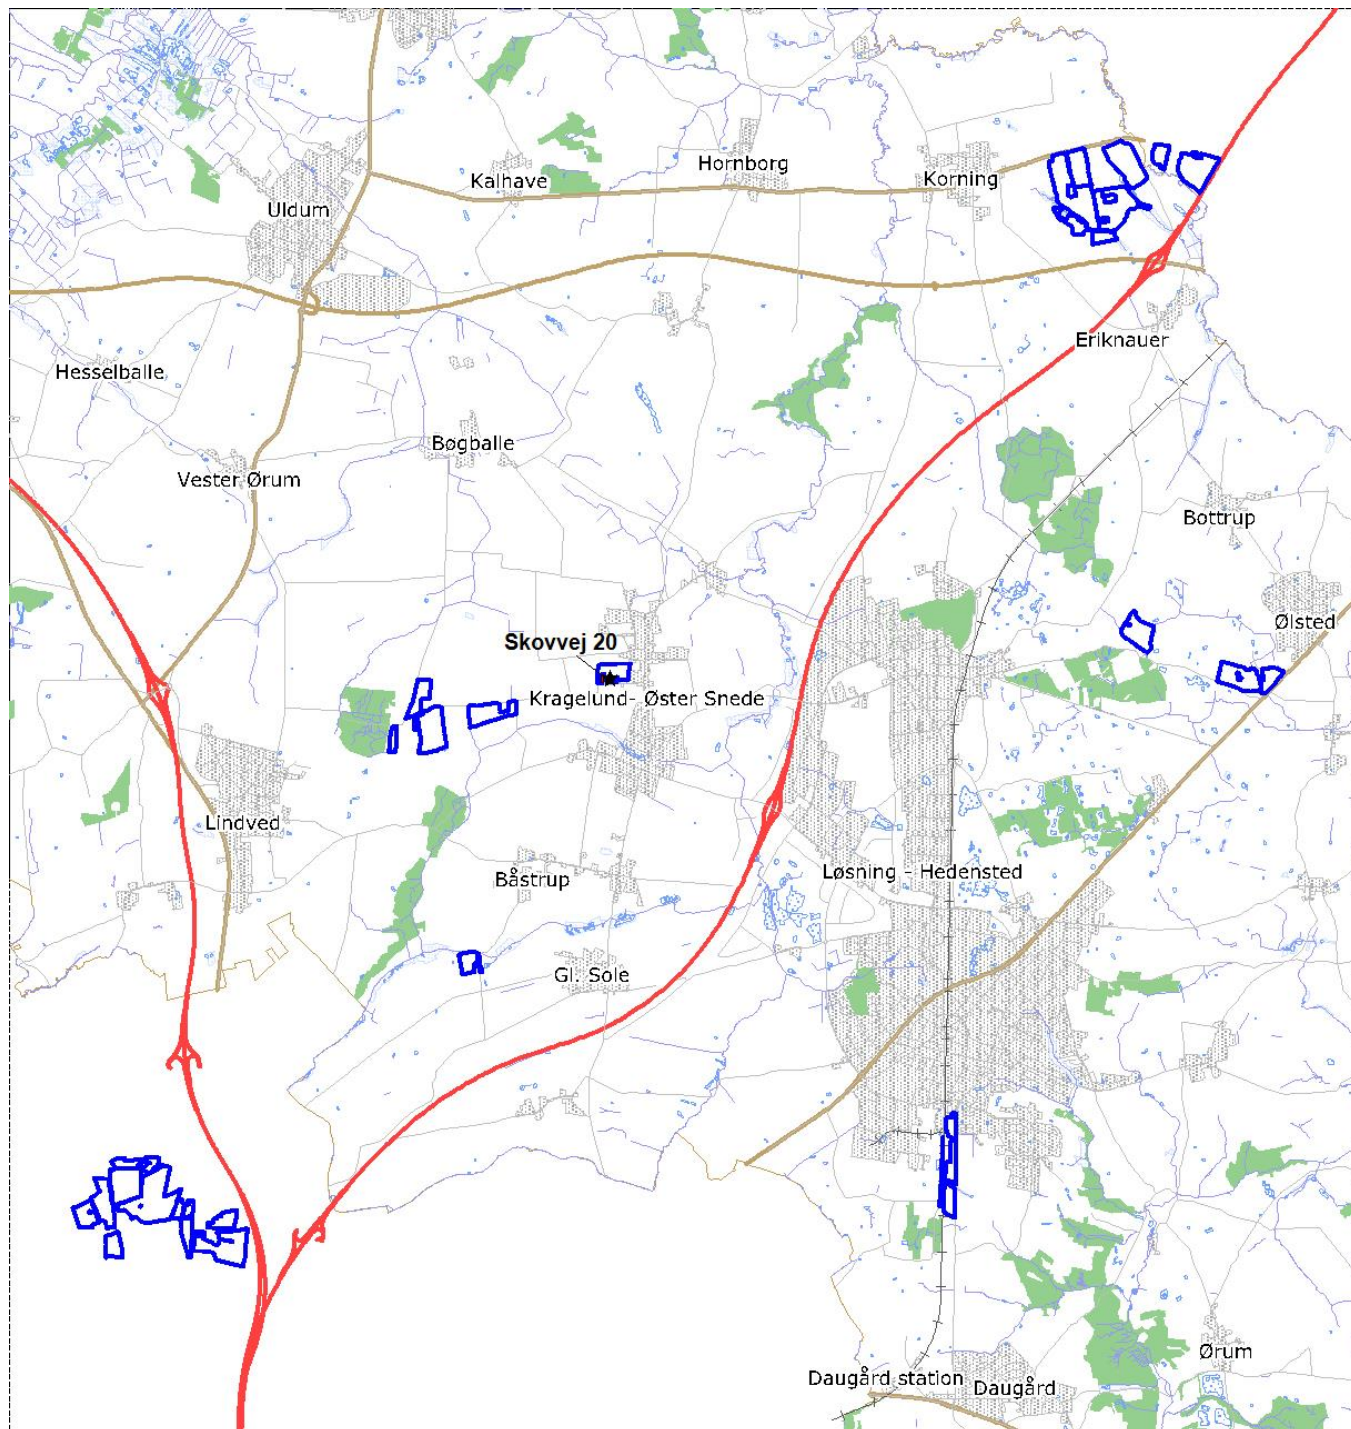 Hornborg
Kalhave
Korning
Uldum
Eriknauer
Hesselballe
Bøgballe
Vester Ørum
Bottrup
Ølsted
Skovvej 20
Kragelund- Øster Snede
Lindved
Løsning - Hedensted
Båstrup
Gl. Sole
Ørum
Daugård station
Daugård